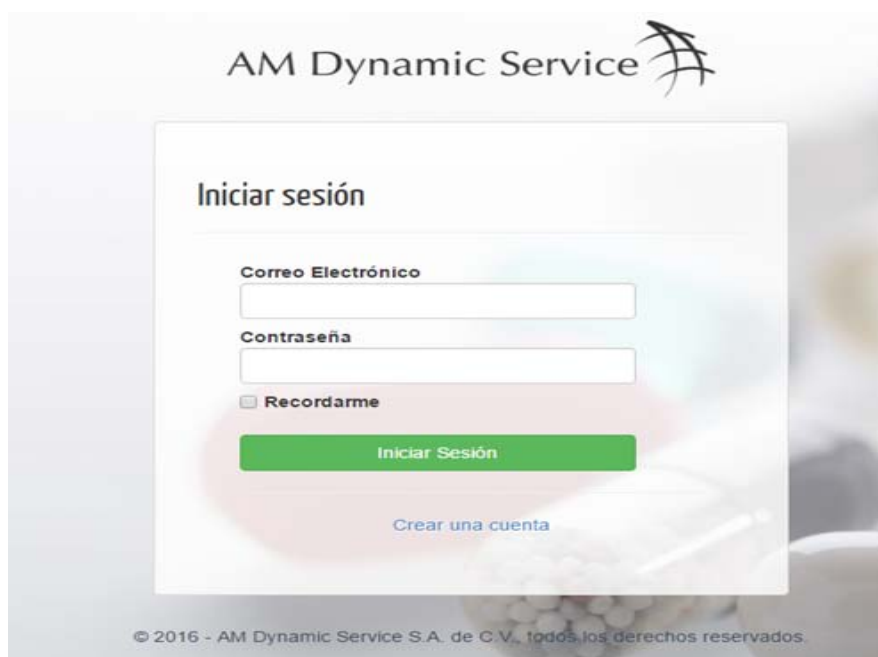 AM Dynamic Service
Iniciar sesión
Correo Electrónico
Contraseña
Recordarme
Iniciar Sesión
Crear una cuenta
© 2016 - AM Dynamic Service S.A. de C.V., todos los derechos reservados.